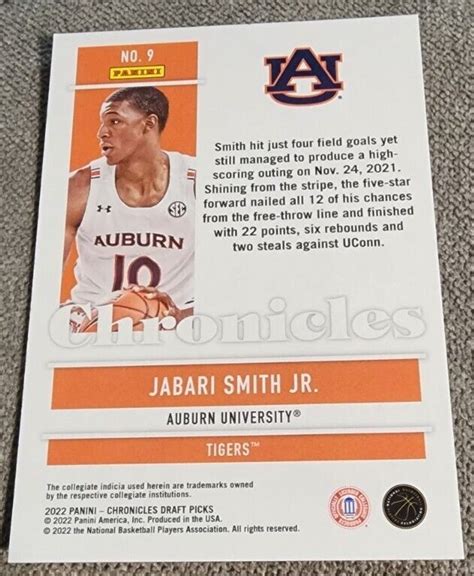 NO. 9
PANINI
AU
Smith hit just four field goals yet
still managed to produce a high-
scoring outing on Nov. 24, 2021.
Shining from the stripe, the five-star
forward nailed all 12 of his chances
from the free-throw line and finished
with 22 points, six rebounds and
two steals against UConn.
SEC
AUBURN
10
Chronicles
JABARI SMITH JR.
AUBURN UNIVERSITY®
TIGERS™
The collegiate indicia used herein are trademarks owned
by the respective collegiate institutions.
2022 PANINI – CHRONICLES DRAFT PICKS
© 2022 Panini America, Inc. Produced in the USA.
© 2022 the National Basketball Players Association. All rights reserved.